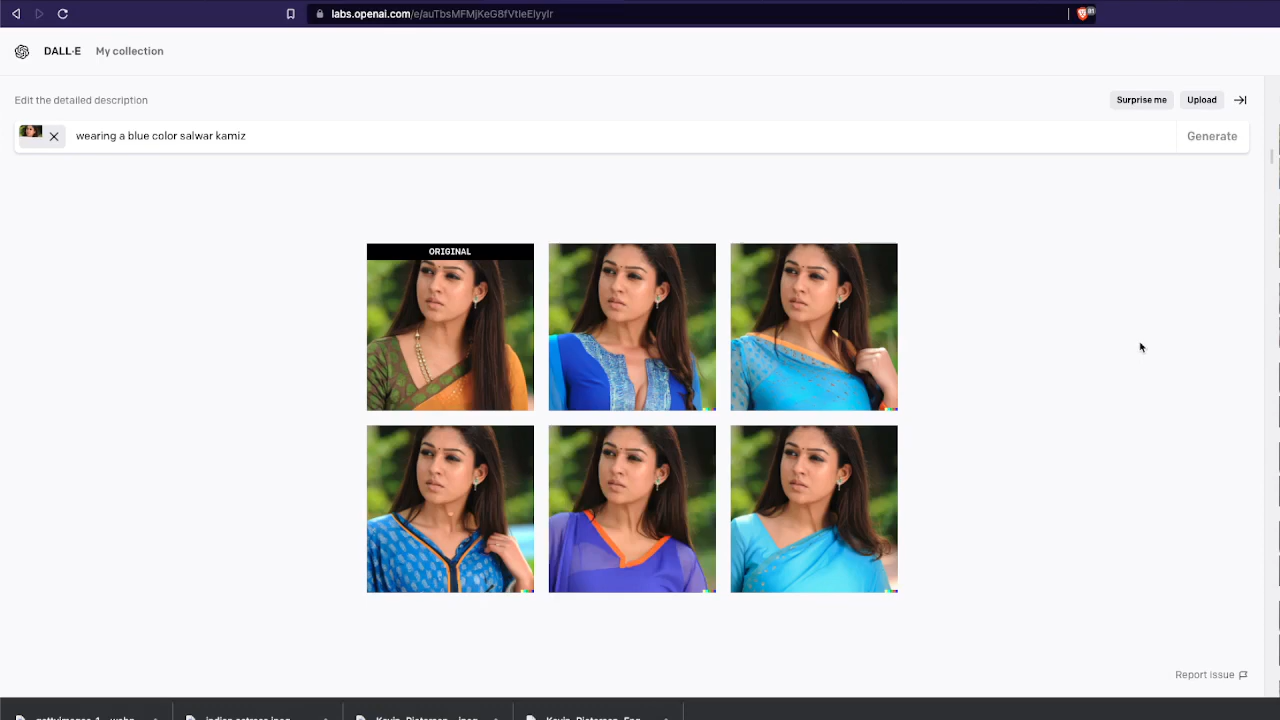 labs.openai.com/e/auTbsMFMjKeG8fVtIeEIyyIr
DALL·E My collection
Edit the detailed description
Surprise me
Upload
wearing a blue color salwar kamiz
Generate
ORIGINAL
Report issue